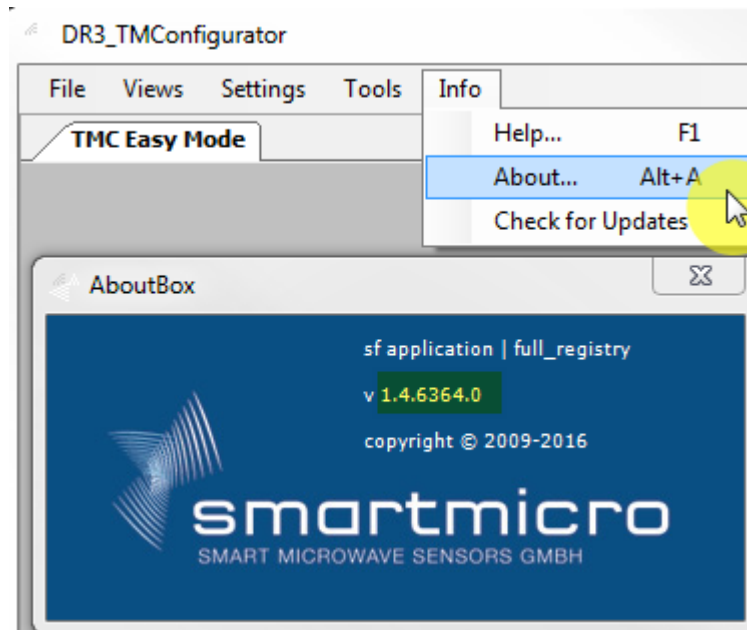 DR3_TMConfigurator
File Views Settings Tools Info
TMC Easy Mode
Help... F1
About... Alt+A
Check for Updates
AboutBox
sf application | full_registry
v 1.4.6364.0
copyright © 2009-2016
smartmicro
SMART MICROWAVE SENSORS GMBH